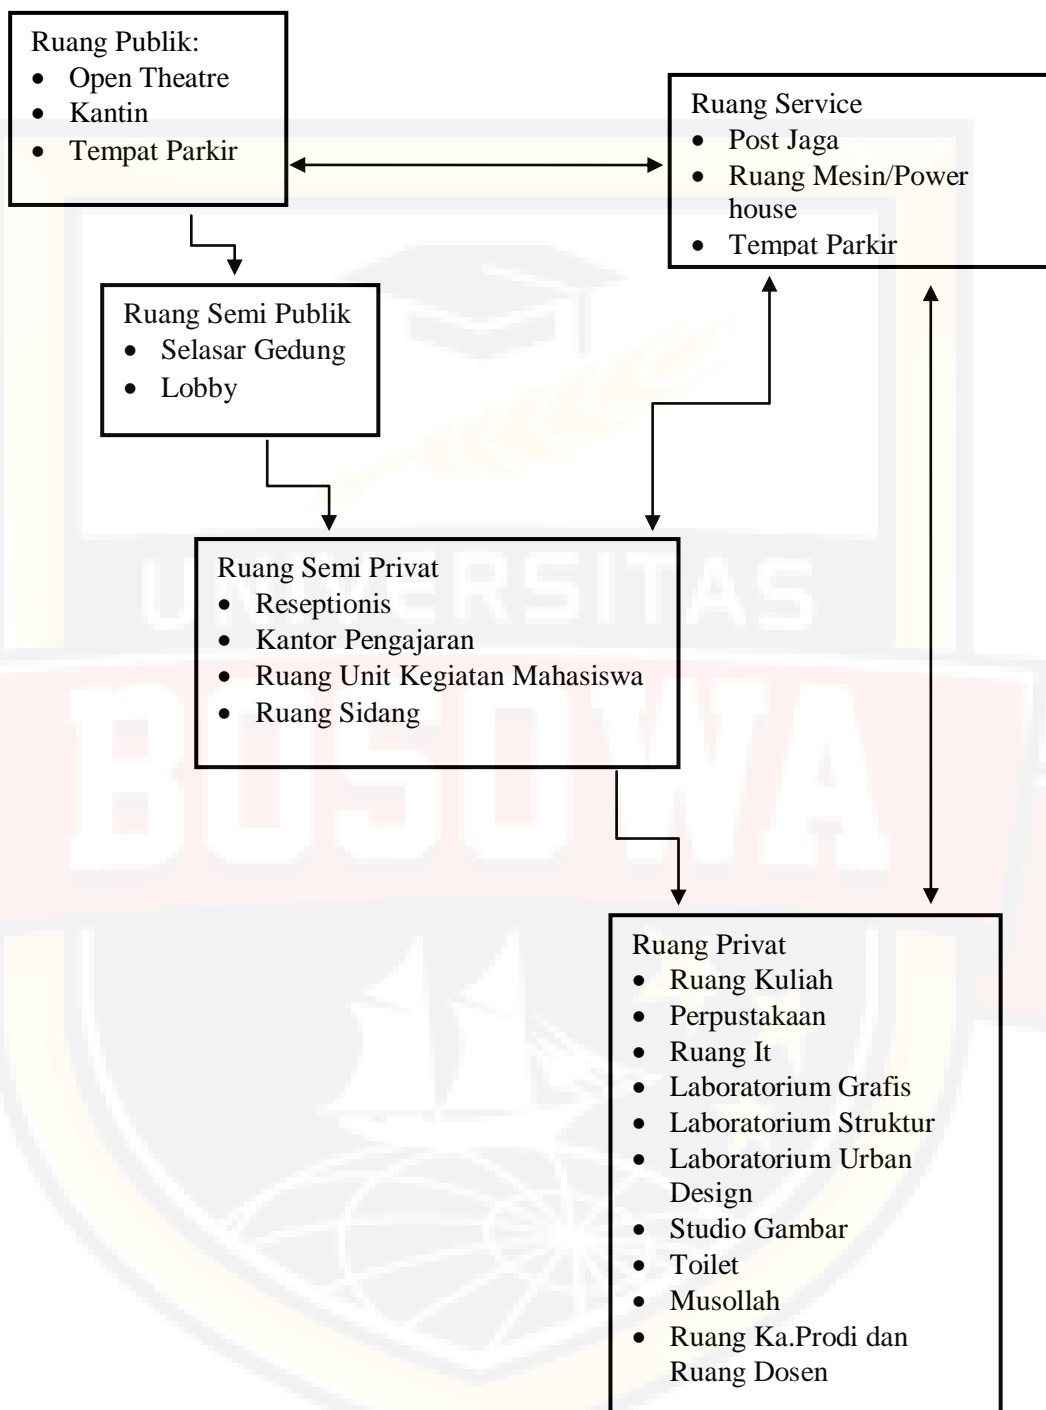 Ruang Publik:
• Open Theatre
• Kantin
• Tempat Parkir
Ruang Service
• Post Jaga
• Ruang Mesin/Power
house
• Tempat Parkir
Ruang Semi Publik
• Selasar Gedung
• Lobby
Ruang Semi Privat
• Reseptionis
• Kantor Pengajaran
• Ruang Unit Kegiatan Mahasiswa
• Ruang Sidang
Ruang Privat
• Ruang Kuliah
• Perpustakaan
• Ruang It
• Laboratorium Grafis
• Laboratorium Struktur
• Laboratorium Urban
Design
• Studio Gambar
• Toilet
• Musollah
• Ruang Ka.Prodi dan
Ruang Dosen
UNIVERSITAS
BOSOWA